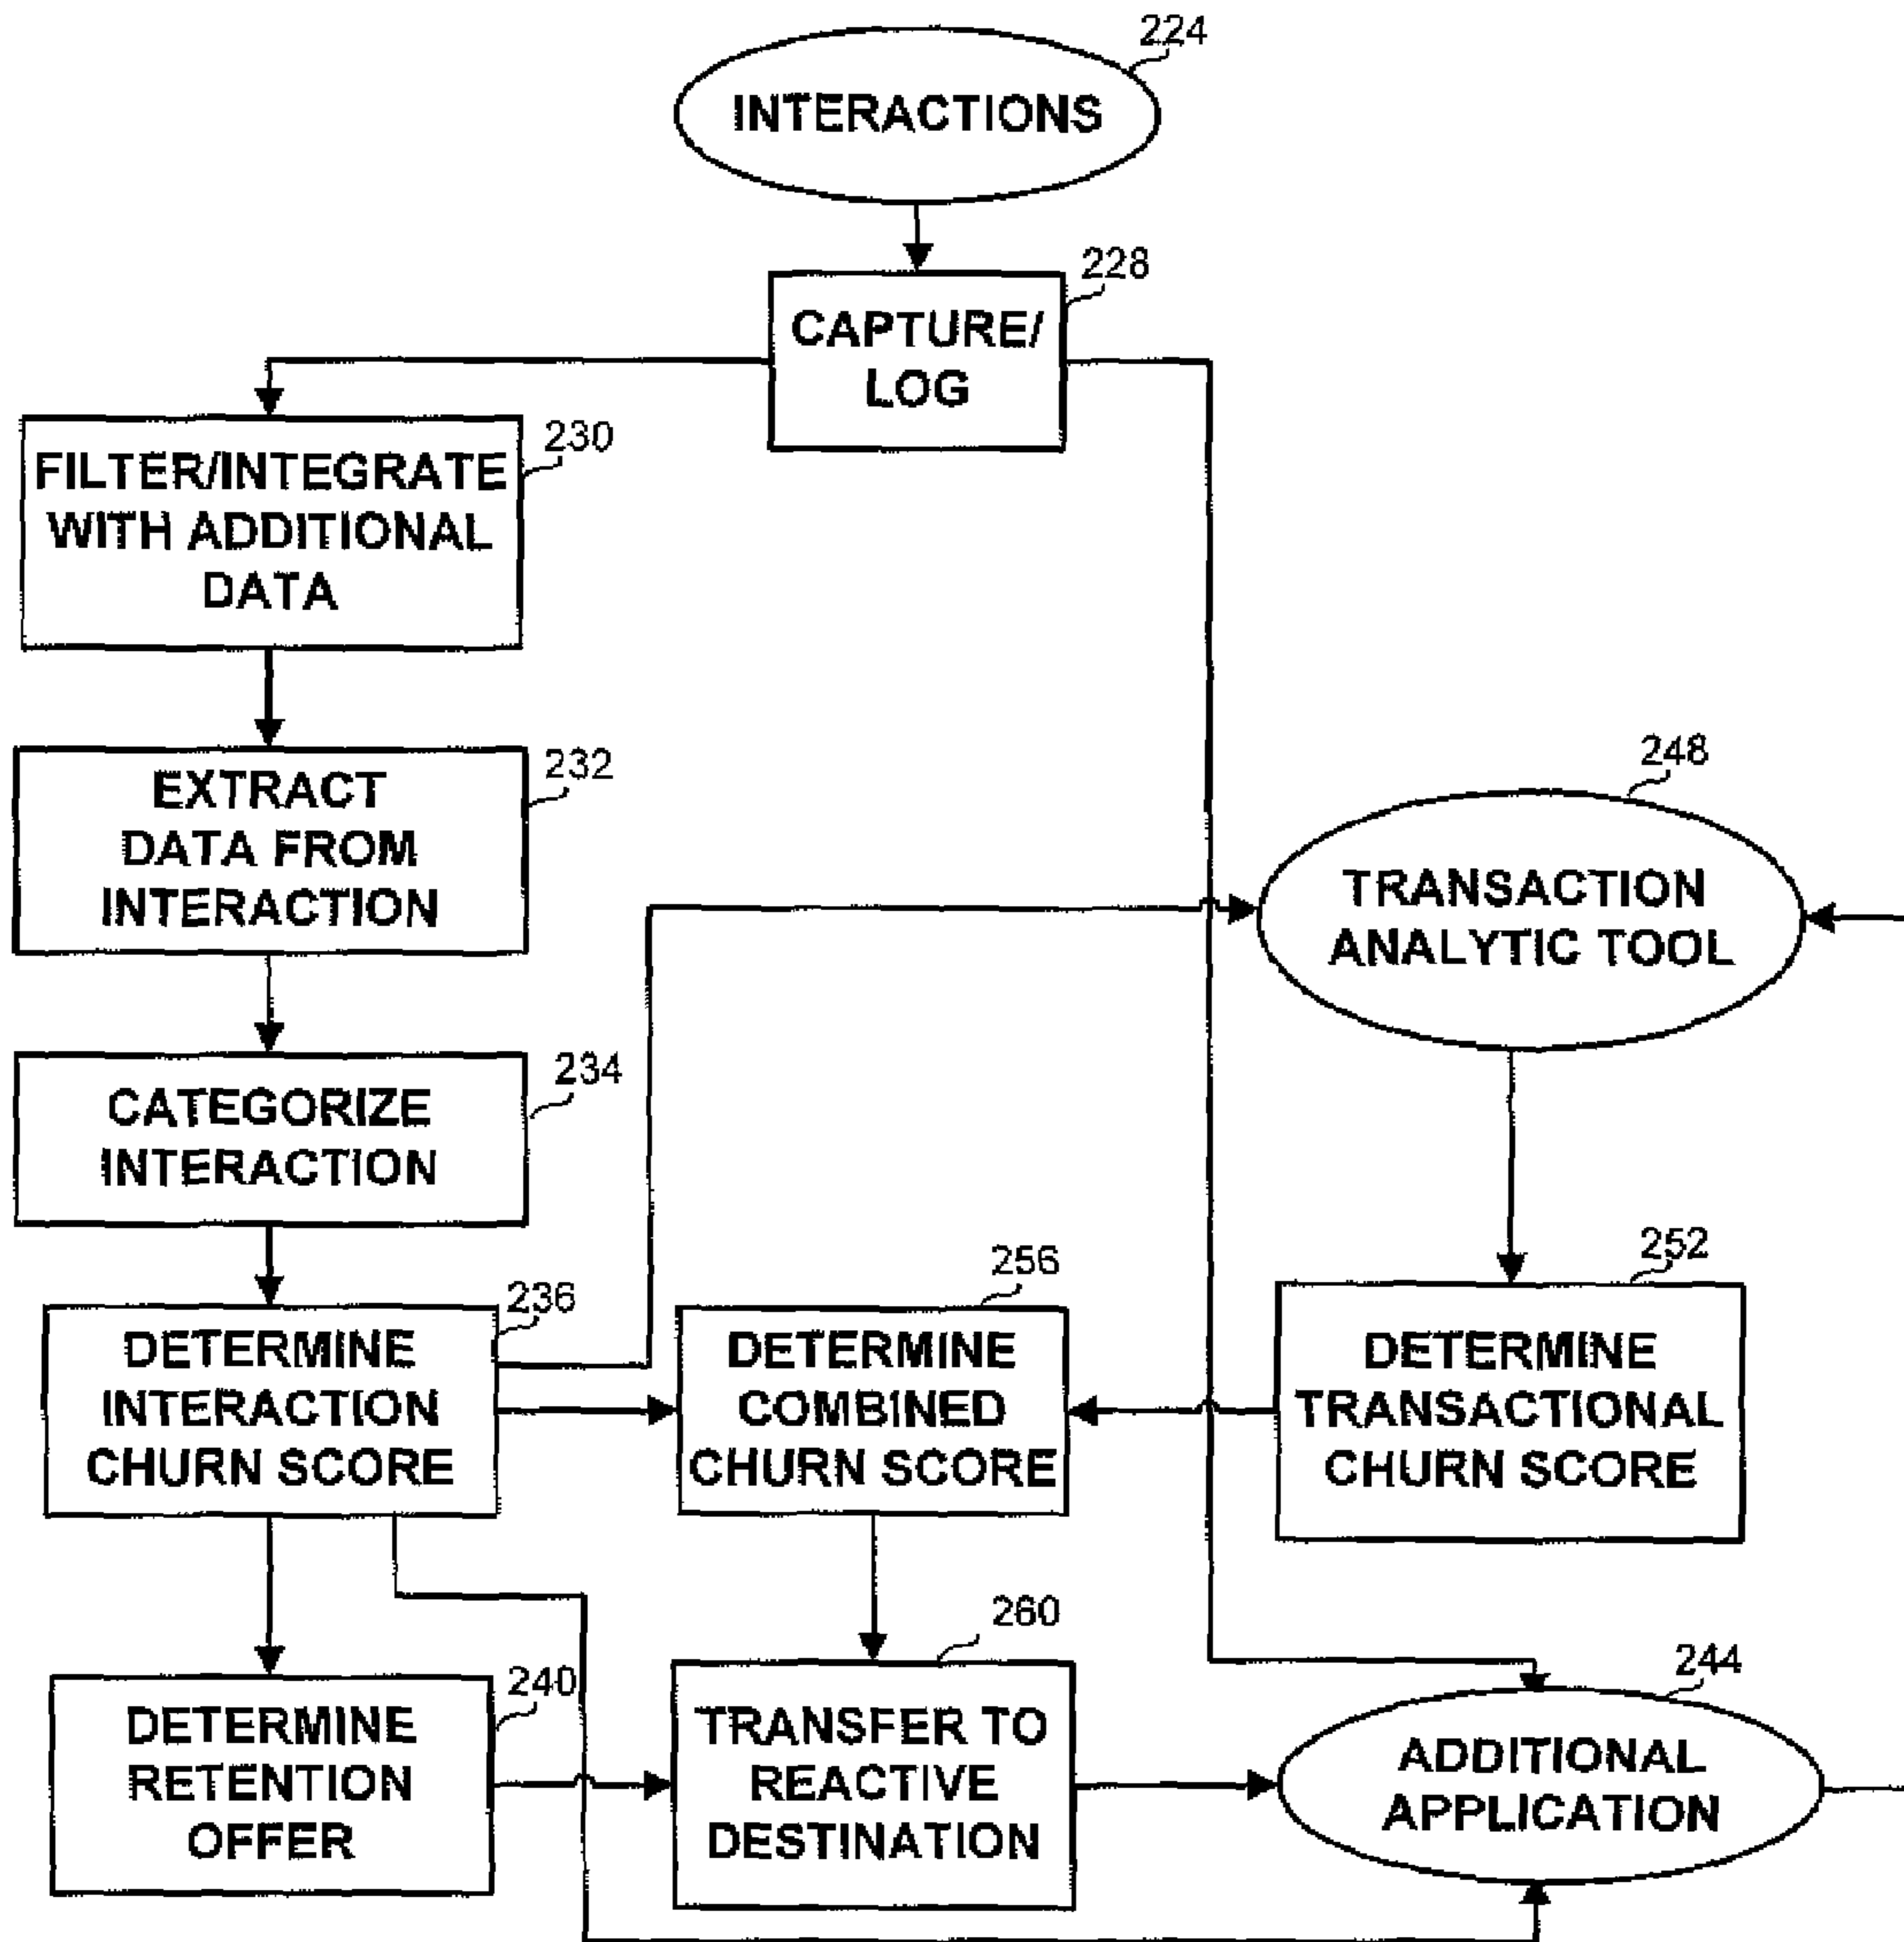 224
INTERACTIONS
228
CAPTURE/
LOG
230
FILTER/INTEGRATE
WITH ADDITIONAL
DATA
232
EXTRACT
DATA FROM
INTERACTION
248
TRANSACTION
ANALYTIC TOOL
234
CATEGORIZE
INTERACTION
236
DETERMINE
INTERACTION
CHURN SCORE
256
DETERMINE
COMBINED
CHURN SCORE
252
DETERMINE
TRANSACTIONAL
CHURN SCORE
240
DETERMINE
RETENTION
OFFER
260
TRANSFER TO
REACTIVE
DESTINATION
244
ADDITIONAL
APPLICATION